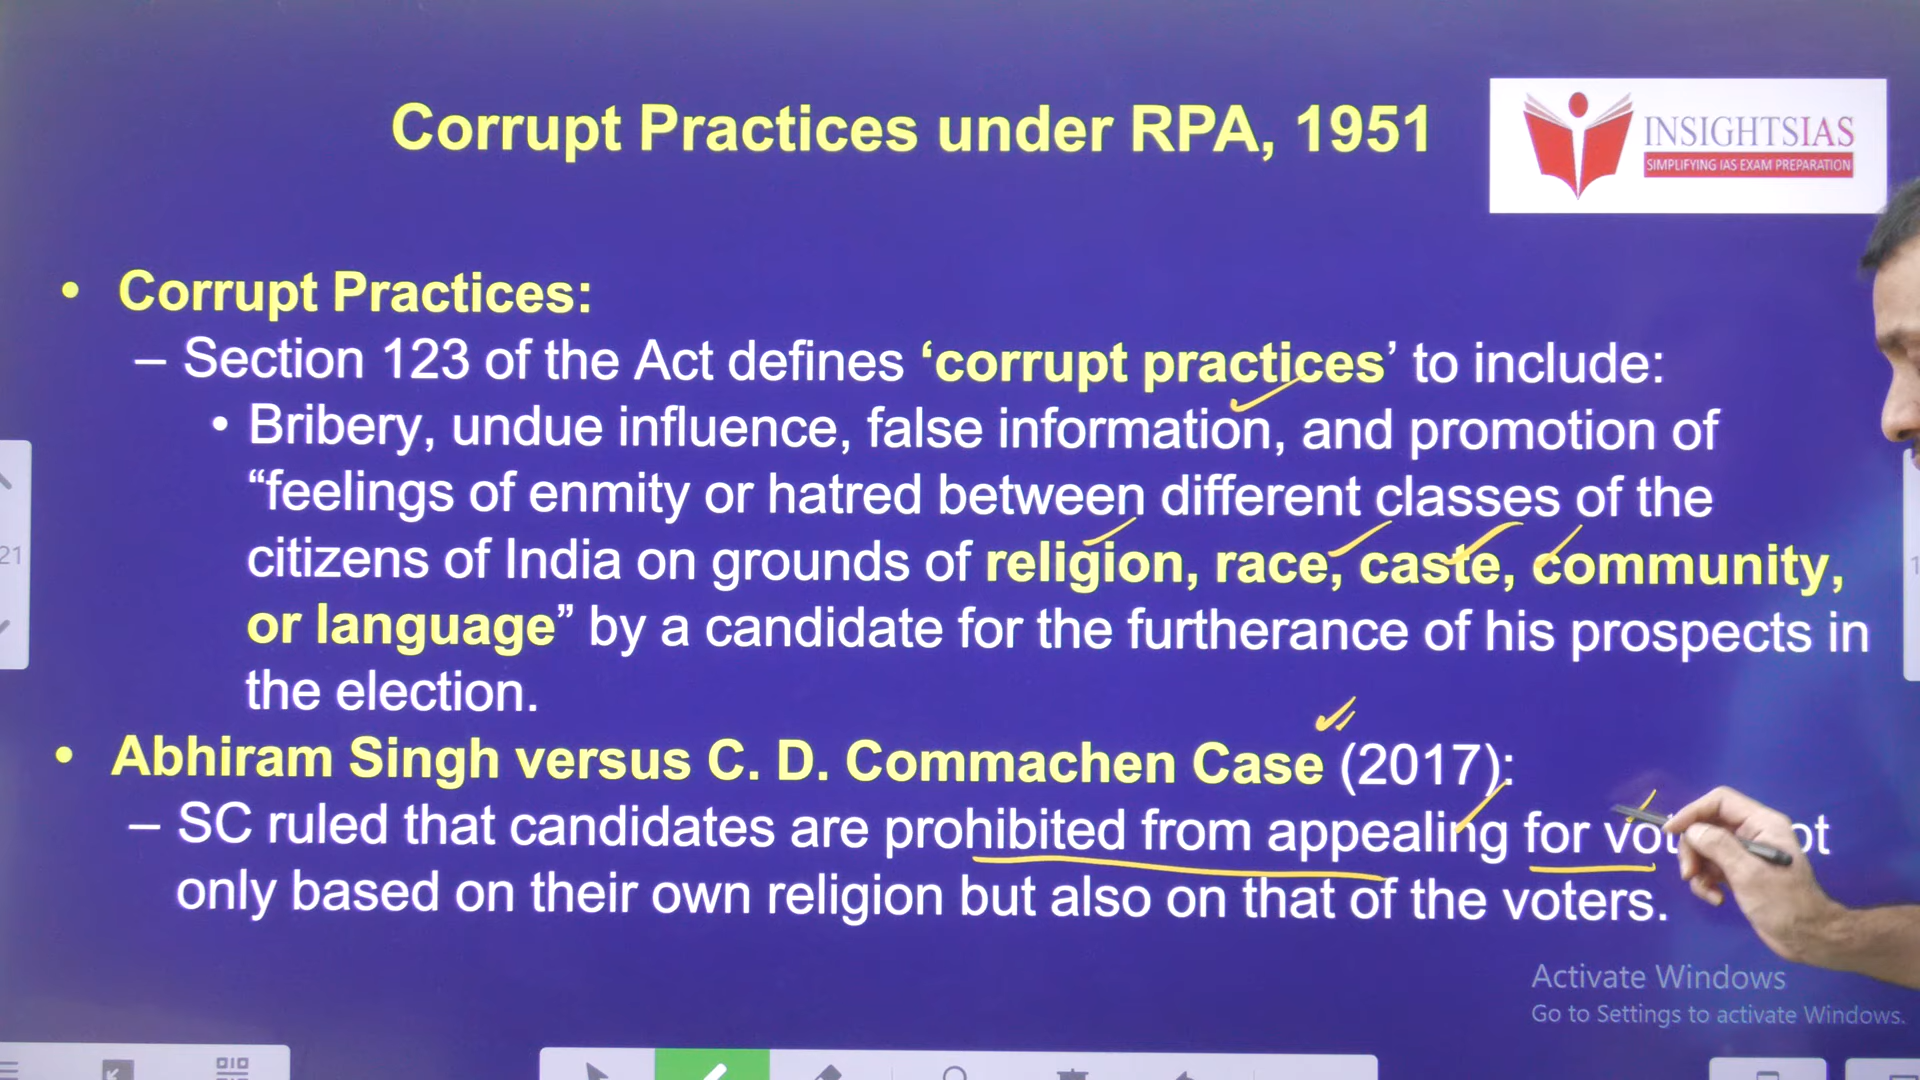 Corrupt Practices under RPA, 1951
INSIGHTSIAS
SIMPLIFYING IAS EXAM PREPARATION
• Corrupt Practices:
– Section 123 of the Act defines ‘corrupt practices’ to include:
• Bribery, undue influence, false information, and promotion of
“feelings of enmity or hatred between different classes of the
citizens of India on grounds of religion, race, caste, community,
or language” by a candidate for the furtherance of his prospects in
the election.
• Abhiram Singh versus C. D. Commachen Case (2017):
– SC ruled that candidates are prohibited from appealing for
only based on their own religion but also on that of the voters.
21
Activate Windows
Go to Settings to activate Windows.